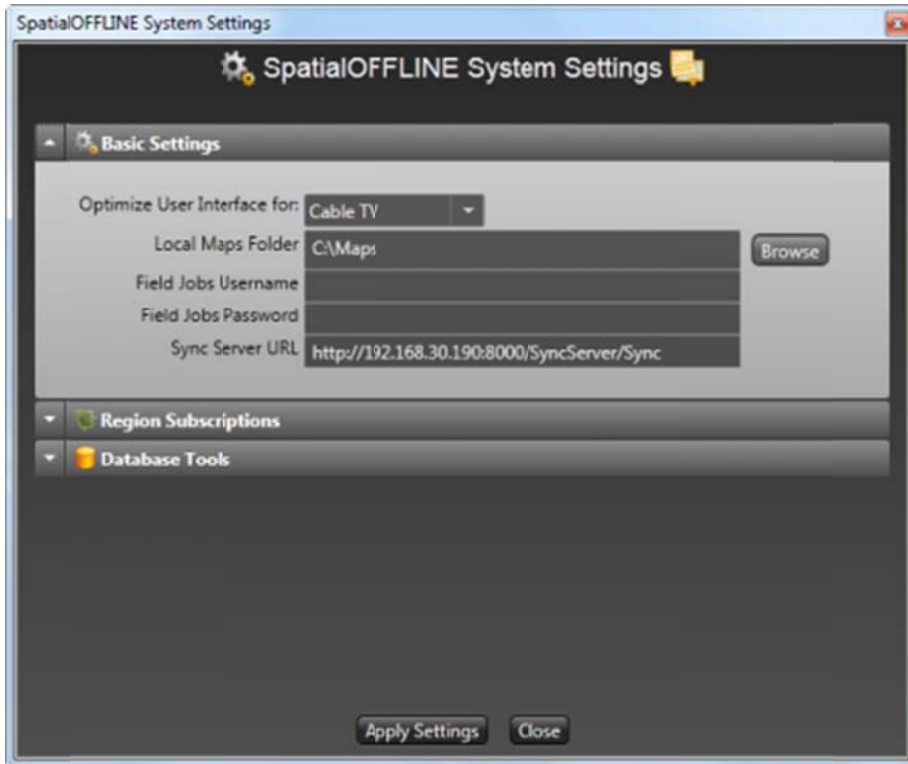 SpatialOFFLINE System Settings
SpatialOFFLINE System Settings
Basic Settings
Optimize User Interface for: Cable TV
Local Maps Folder C:\Maps Browse
Field Jobs Username
Field Jobs Password
Sync Server URL http://192.168.30.190:8000/SyncServer/Sync
Region Subscriptions
Database Tools
Apply Settings Close